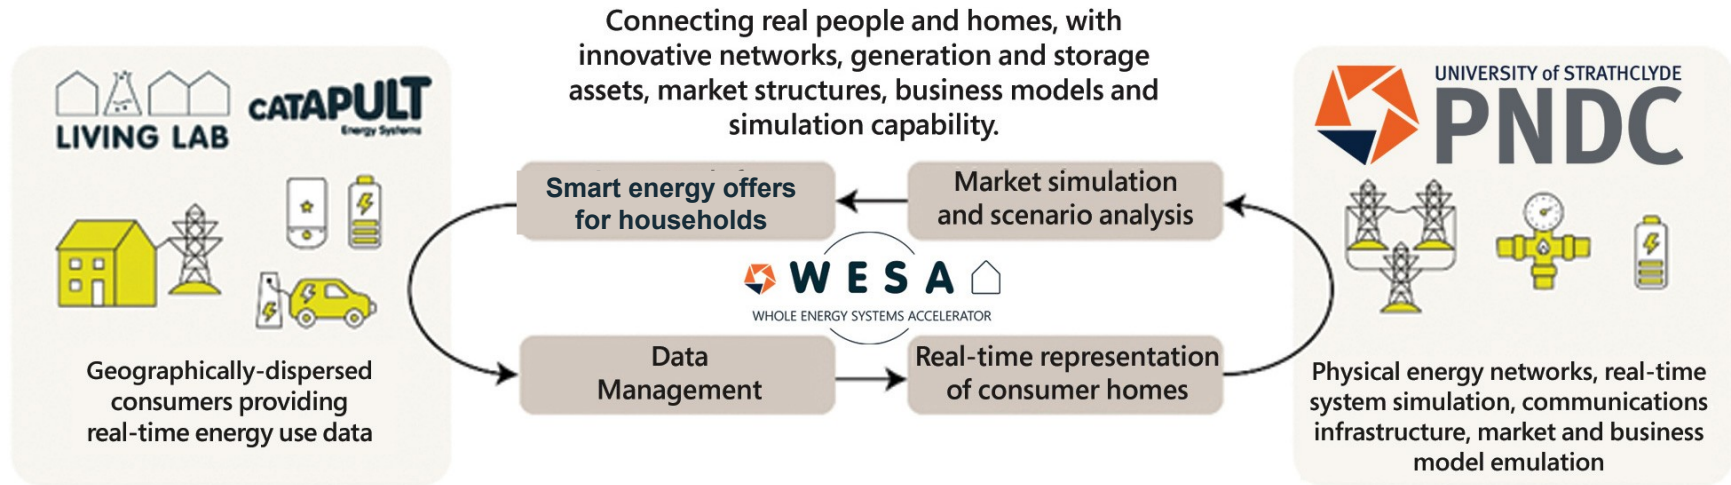 Connecting real people and homes, with
innovative networks, generation and storage
assets, market structures, business models and
simulation capability.
LIVING LAB
CATAPULT
Energy Systems
Geographically-dispersed
consumers providing
real-time energy use data
Smart energy offers
for households
Market simulation
and scenario analysis
WESA
WHOLE ENERGY SYSTEMS ACCELERATOR
Data
Management
Real-time representation
of consumer homes
UNIVERSITY of STRATHCLYDE
PNDC
Physical energy networks, real-time
system simulation, communications
infrastructure, market and business
model emulation